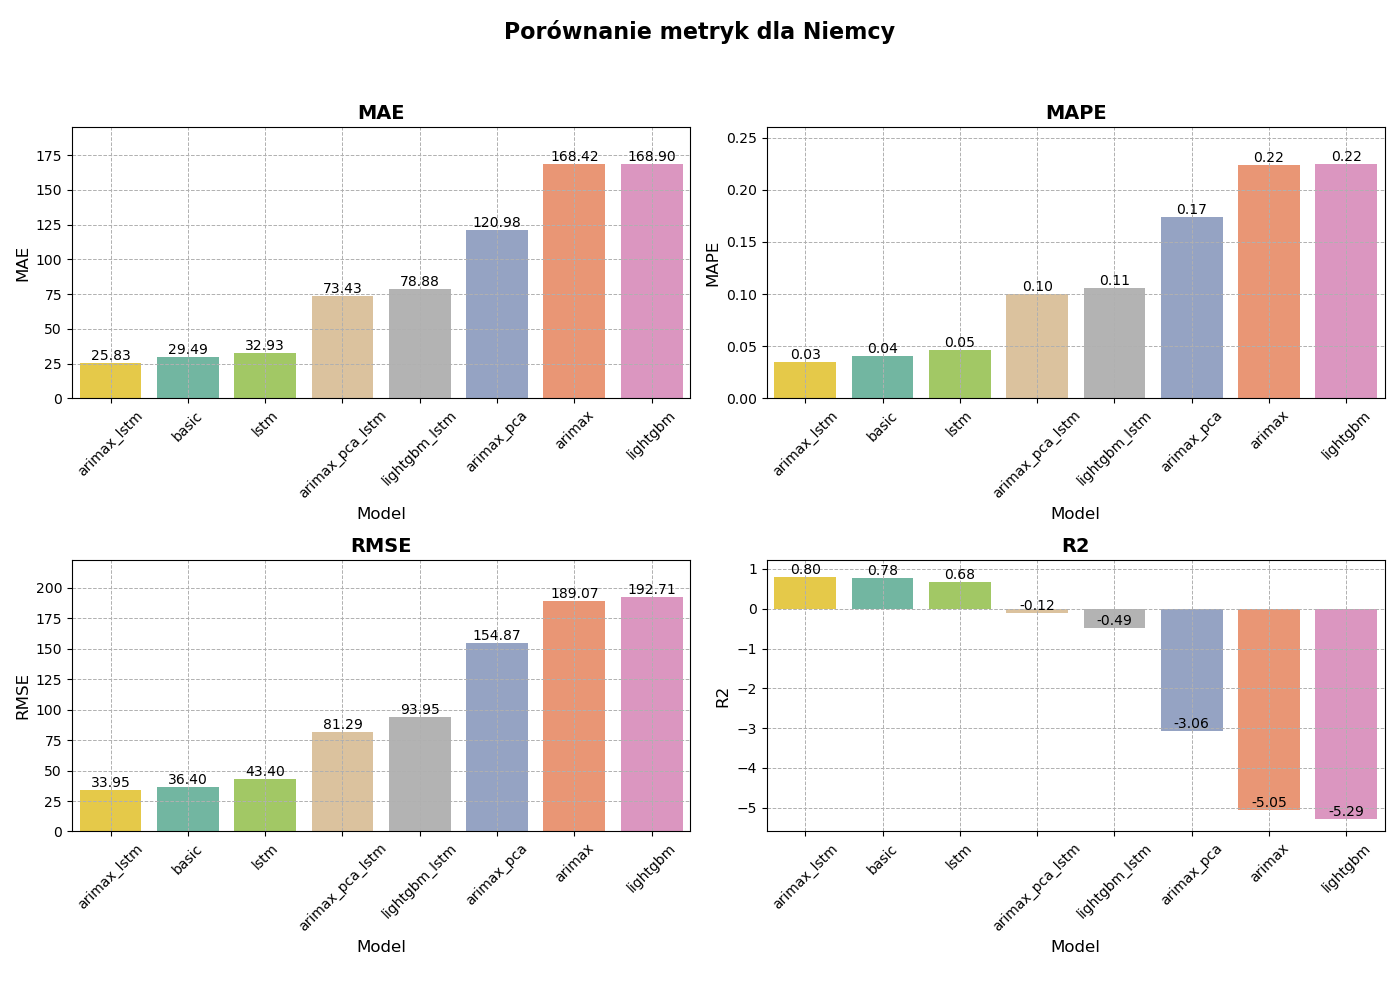 Porównanie metryk dla Niemcy
MAE
MAE
175
150
125
100
75
50
25
0
25.83
29.49
32.93
73.43
78.88
120.98
168.42
168.90
arimax_lstm
basic
lstm
arimax_pca_lstm
lightgbm_lstm
arimax_pca
arimax
lightgbm
Model
MAPE
MAPE
0.25
0.20
0.15
0.10
0.05
0.00
0.03
0.04
0.05
0.10
0.11
0.17
0.22
0.22
arimax_lstm
basic
lstm
arimax_pca_lstm
lightgbm_lstm
arimax_pca
arimax
lightgbm
Model
RMSE
RMSE
200
175
150
125
100
75
50
25
0
33.95
36.40
43.40
81.29
93.95
154.87
189.07
192.71
arimax_lstm
basic
lstm
arimax_pca_lstm
lightgbm_lstm
arimax_pca
arimax
lightgbm
Model
R2
R2
1
0
−1
−2
−3
−4
−5
0.80
0.78
0.68
-0.12
-0.49
-3.06
-5.05
-5.29
arimax_lstm
basic
lstm
arimax_pca_lstm
lightgbm_lstm
arimax_pca
arimax
lightgbm
Model